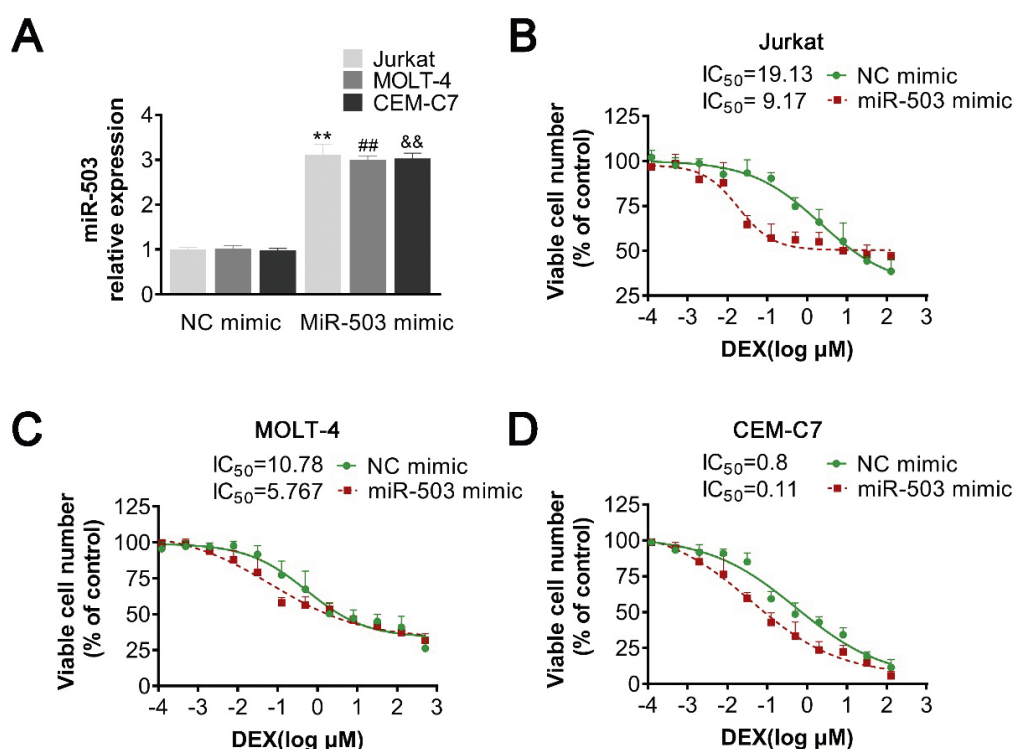 A
Jurkat
MOLT-4
CEM-C7
miR-503
relative expression
4
3
2
1
0
**
##
&&
NC mimic
MiR-503 mimic
B
Jurkat
IC50=19.13 NC mimic
IC50= 9.17 miR-503 mimic
Viable cell number
(% of control)
125
100
75
50
25
-4 -3 -2 -1 0 1 2 3
DEX(log µM)
C
MOLT-4
IC50=10.78 NC mimic
IC50=5.767 miR-503 mimic
Viable cell number
(% of control)
125
100
75
50
25
0
-4 -3 -2 -1 0 1 2 3
DEX(log µM)
D
CEM-C7
IC50=0.8 NC mimic
IC50=0.11 miR-503 mimic
Viable cell number
(% of control)
125
100
75
50
25
0
-4 -3 -2 -1 0 1 2 3
DEX(log µM)